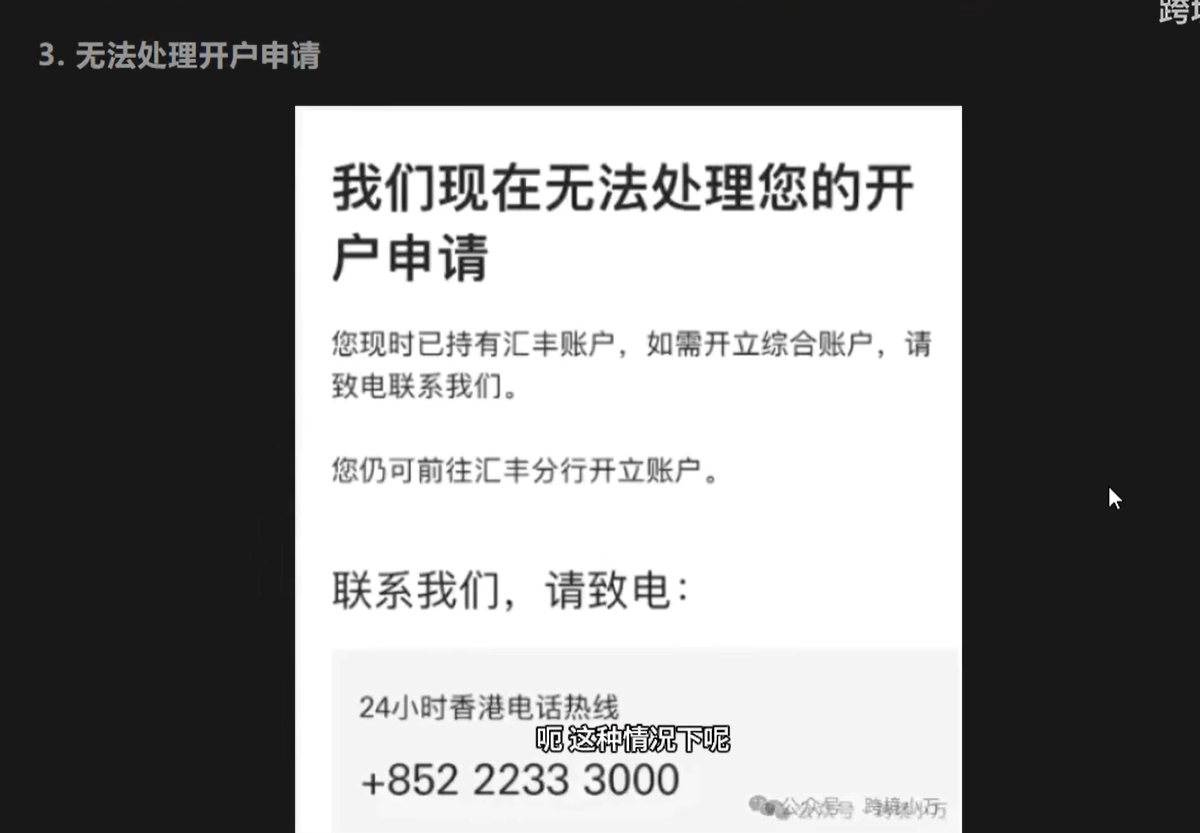 跨境
3. 无法处理开户申请
我们现在无法处理您的开
户申请
您现时已持有汇丰账户，如需开立综合账户，请
致电联系我们。
您仍可前往汇丰分行开立账户。
联系我们，请致电：
24小时香港电话热线
呃 这种情况下呢
+852 2233 3000
公众号 · 跨境小万